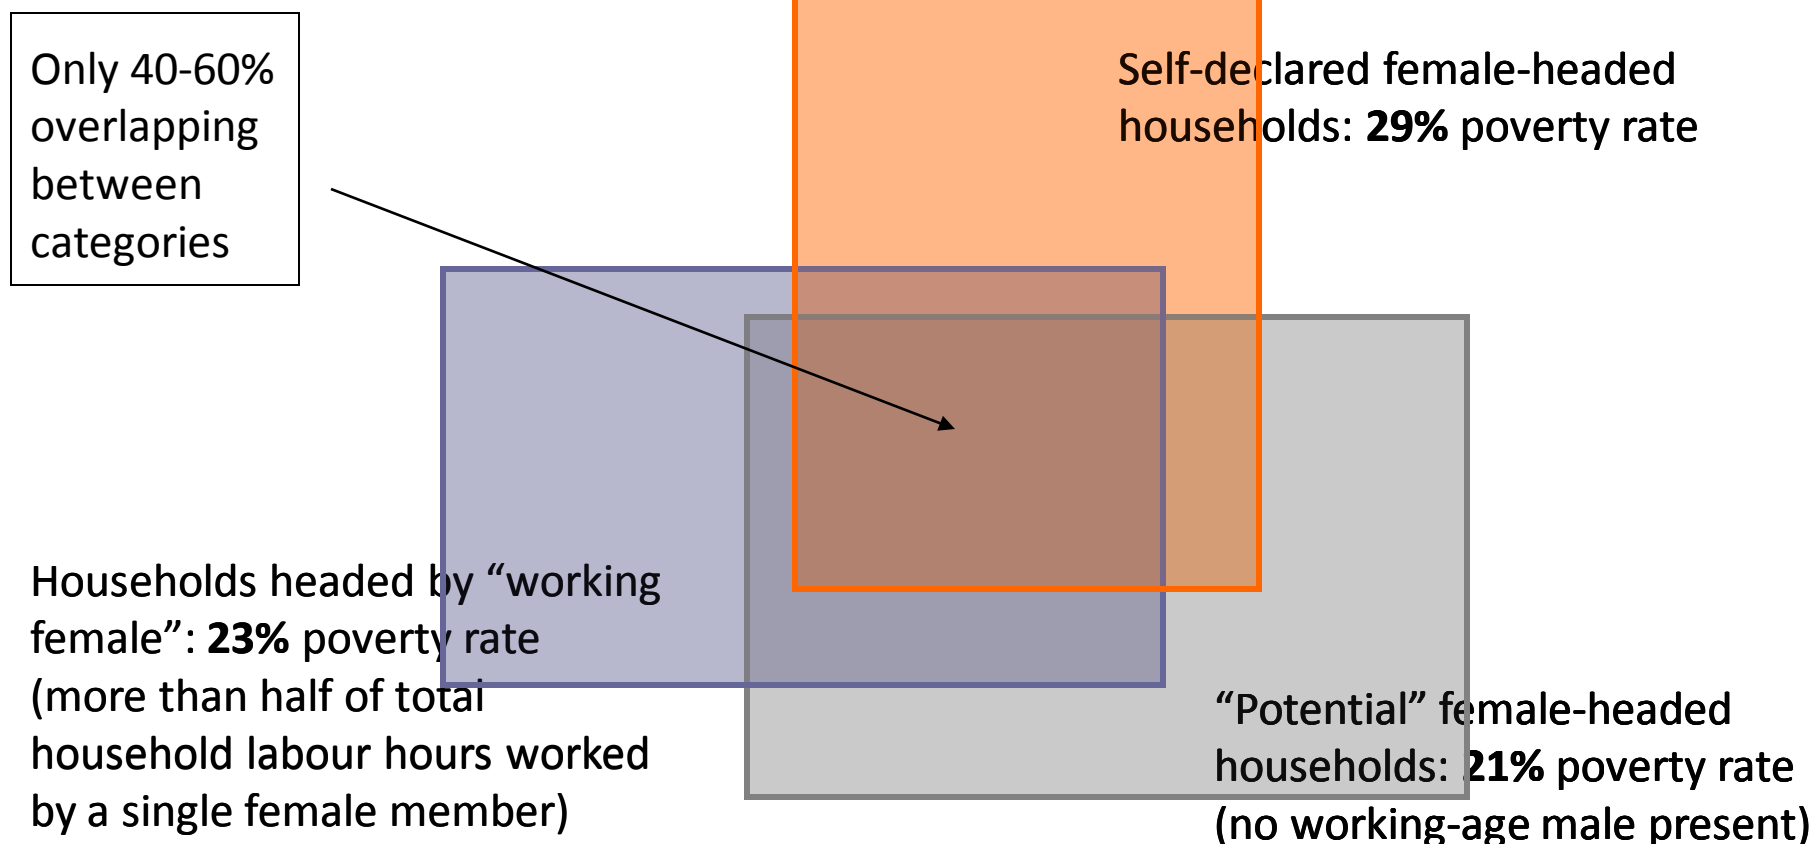 Only 40-60%
overlapping
between
categories
Self-declared female-headed
households: 29% poverty rate
Households headed by “working
female”: 23% poverty rate
(more than half of total
household labour hours worked
by a single female member)
“Potential” female-headed
households: 21% poverty rate
(no working-age male present)